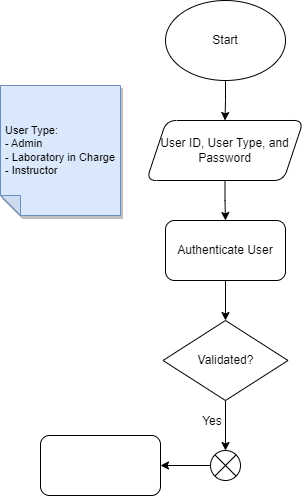 Start
User Type:
- Admin
- Laboratory in Charge
- Instructor
User ID, User Type, and
Password
Authenticate User
Validated?
Yes